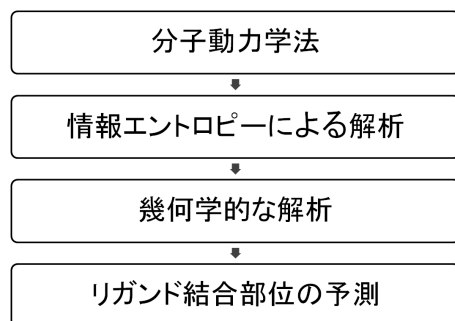 分子動力学法
情報エントロピーによる解析
幾何学的な解析
リガンド結合部位の予測